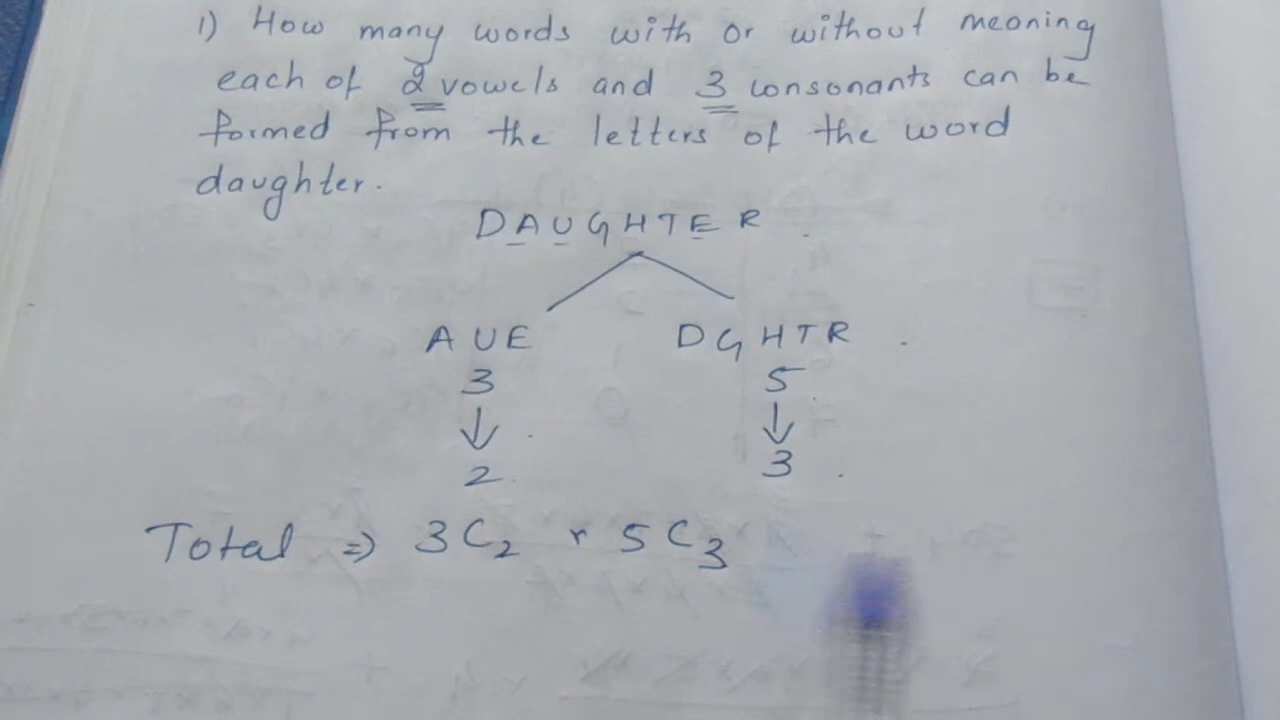 1) How many words with or without meaning
each of 2 vowels and 3 consonants can be
formed from the letters of the word
daughter.
DAUGHTER
AUE DGHTR
3 5
↓ ↓
2 3
Total ⇒ 3C₂ × 5C₃